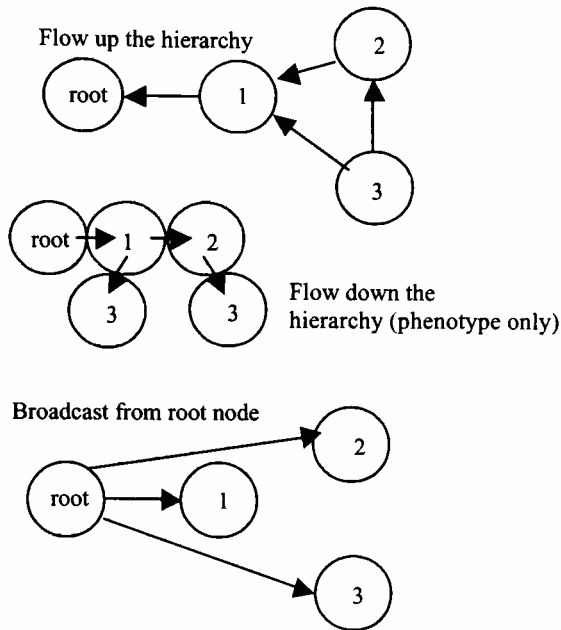 Flow up the hierarchy
2
root
1
3
root
1
2
3
3
Flow down the
hierarchy (phenotype only)
Broadcast from root node
2
root
1
3